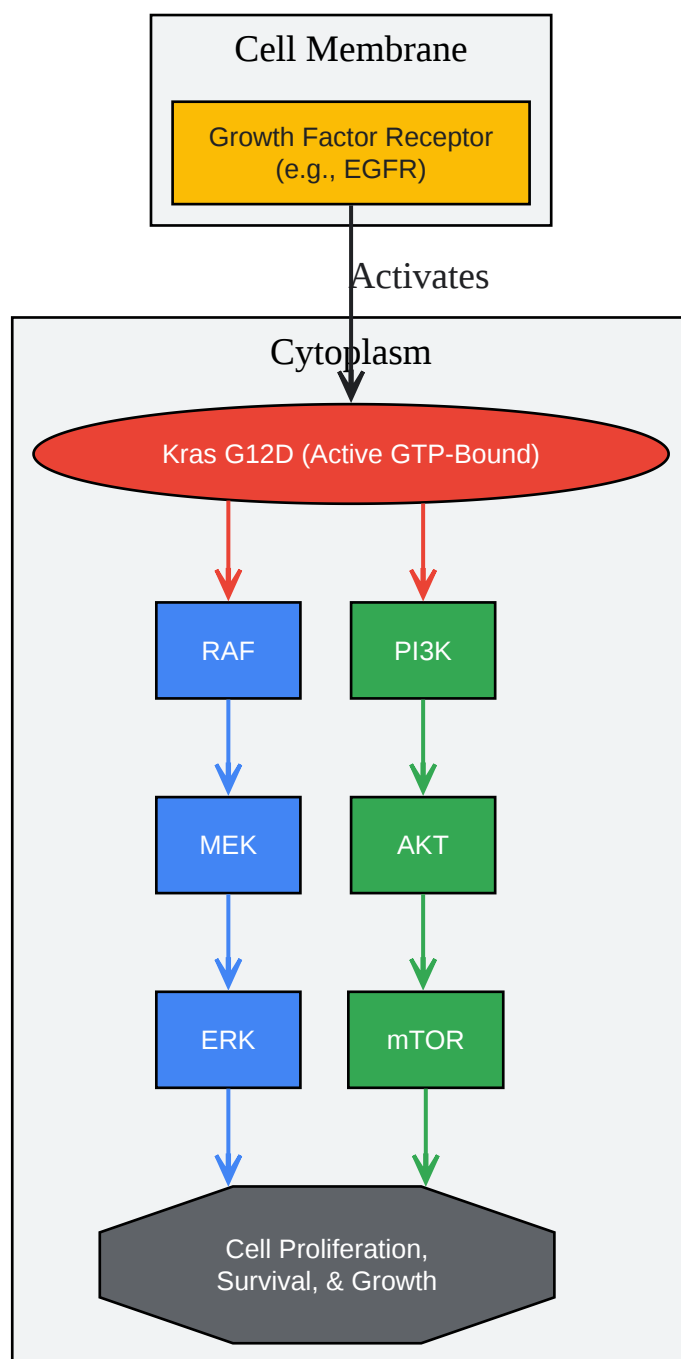 Cell Membrane
Growth Factor Receptor
(e.g., EGFR)
Activates
Cytoplasm
Kras G12D (Active GTP-Bound)
RAF
PI3K
MEK
AKT
ERK
mTOR
Cell Proliferation,
Survival, & Growth